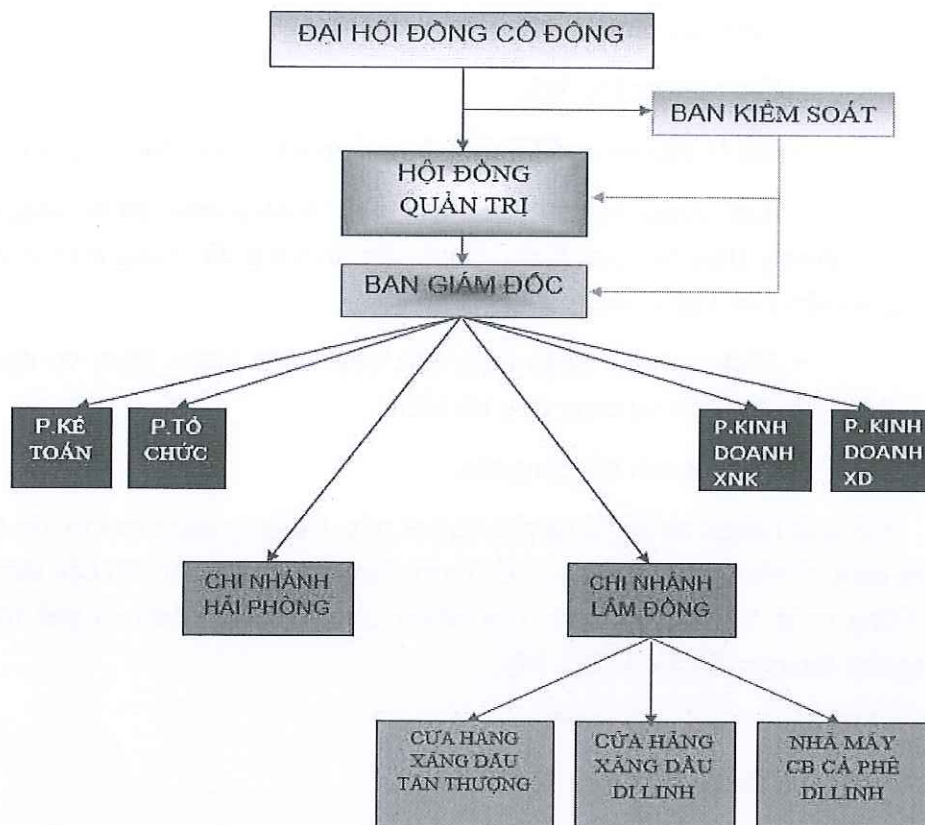 ĐẠI HỘI ĐỒNG CỔ ĐÔNG
BAN KIỂM SOÁT
HỘI ĐỒNG
QUẢN TRỊ
BAN GIÁM ĐỐC
P.KẾ
TOÁN
P.TỔ
CHỨC
P.KINH
DOANH
XNK
P. KINH
DOANH
XD
CHI NHÁNH
HẢI PHÒNG
CHI NHÁNH
LÂM ĐỒNG
CỬA HÀNG
XĂNG DẦU
TÂN THƯỢNG
CỬA HÀNG
XĂNG DẦU
DI LINH
NHÀ MÁY
CB CÀ PHÊ
DI LINH